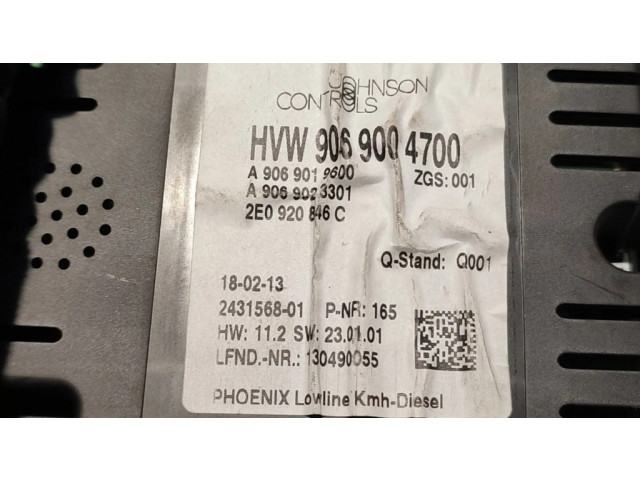 JOHNSON
CONTROLS
HVW 906 900 4700
A 906 901 9600 ZGS: 001
A 906 902 3301
2E0 920 846 C
Q-Stand: Q001
18-02-13
2431568-01 P-NR: 165
HW: 11.2 SW: 23.01.01
LFND.-NR.: 130490055
PHOENIX Lowline Kmh-Diesel